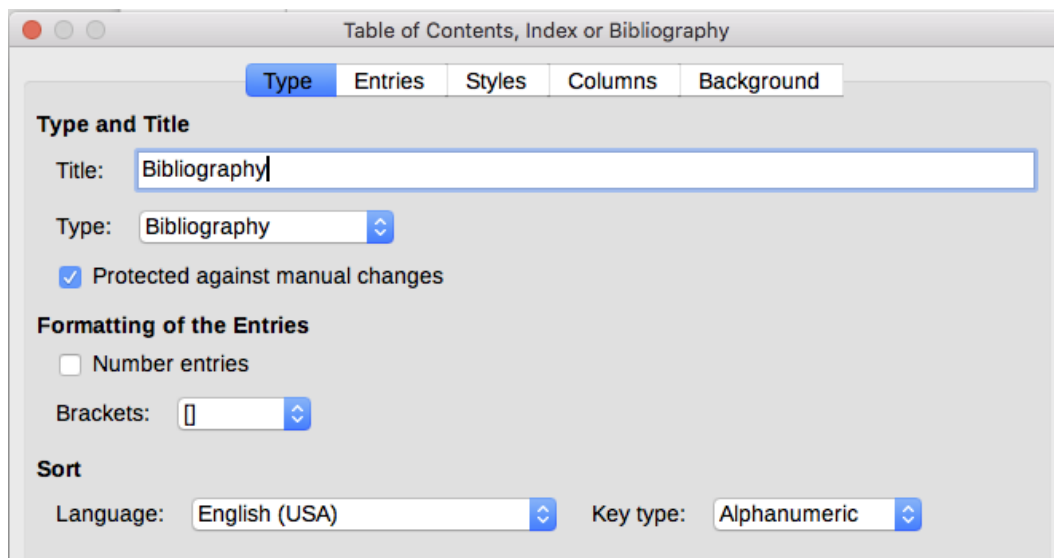 Table of Contents, Index or Bibliography
Type Entries Styles Columns Background
Type and Title
Title: Bibliography
Type: Bibliography
Protected against manual changes
Formatting of the Entries
Number entries
Brackets: []
Sort
Language: English (USA) Key type: Alphanumeric